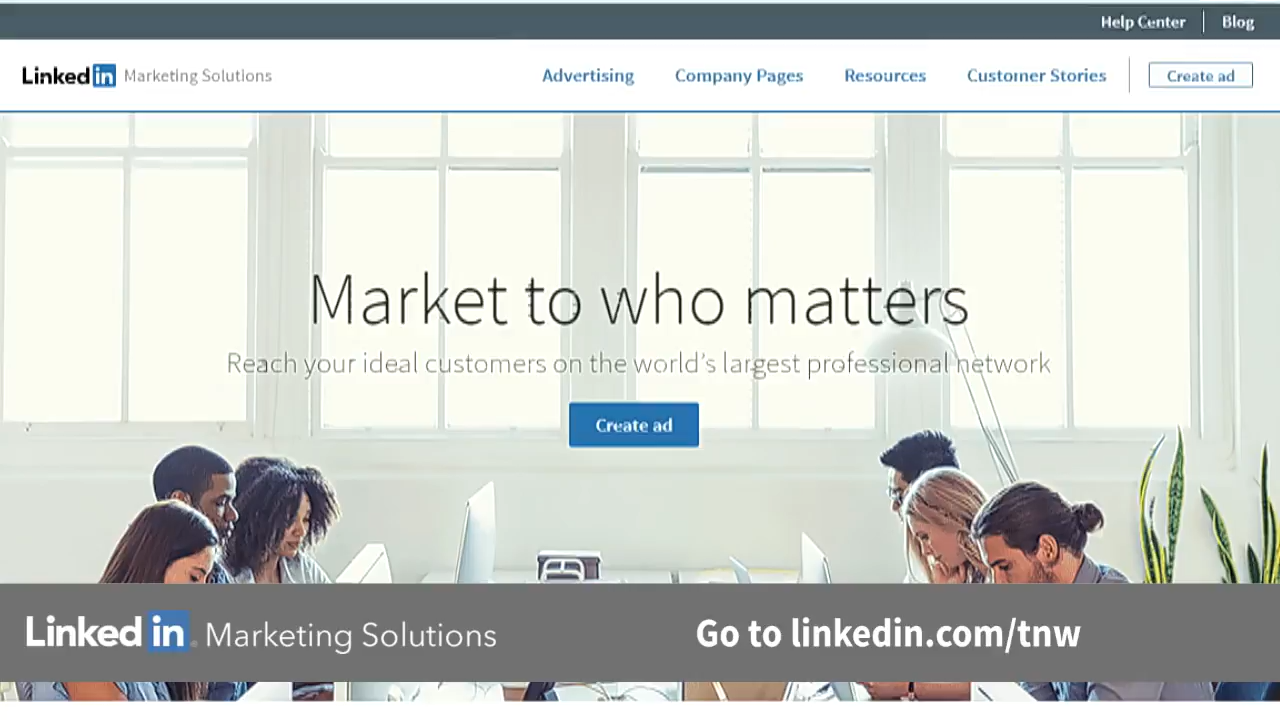 Help Center Blog
Linkedin Marketing Solutions Advertising Company Pages Resources Customer Stories Create ad
Market to who matters
Reach your ideal customers on the world's largest professional network
Create ad
Linkedin Marketing Solutions Go to linkedin.com/tnw